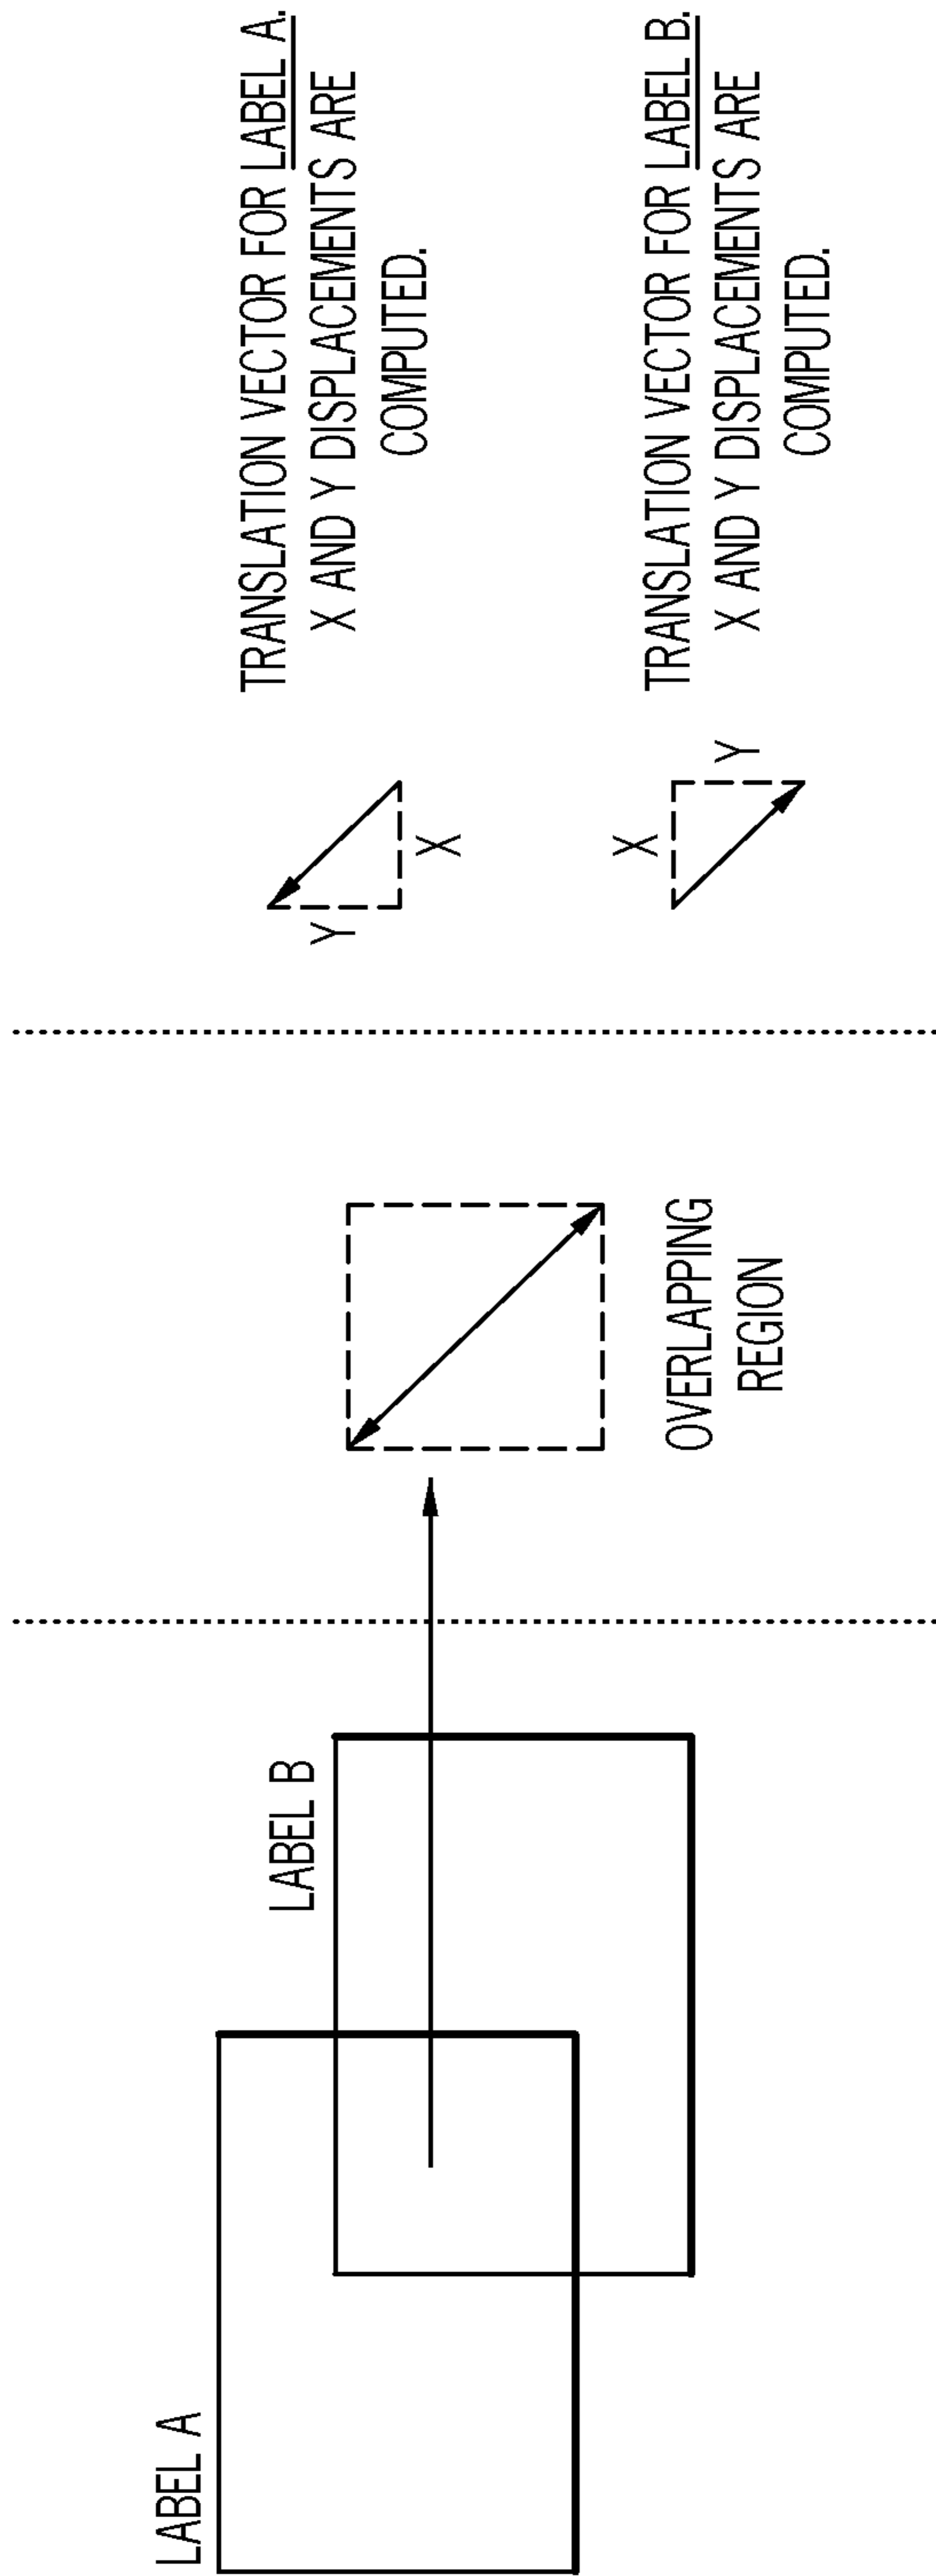 LABEL A
LABEL B
OVERLAPPING
REGION
Y
X
TRANSLATION VECTOR FOR LABEL A.
X AND Y DISPLACEMENTS ARE
COMPUTED.
X
Y
TRANSLATION VECTOR FOR LABEL B.
X AND Y DISPLACEMENTS ARE
COMPUTED.